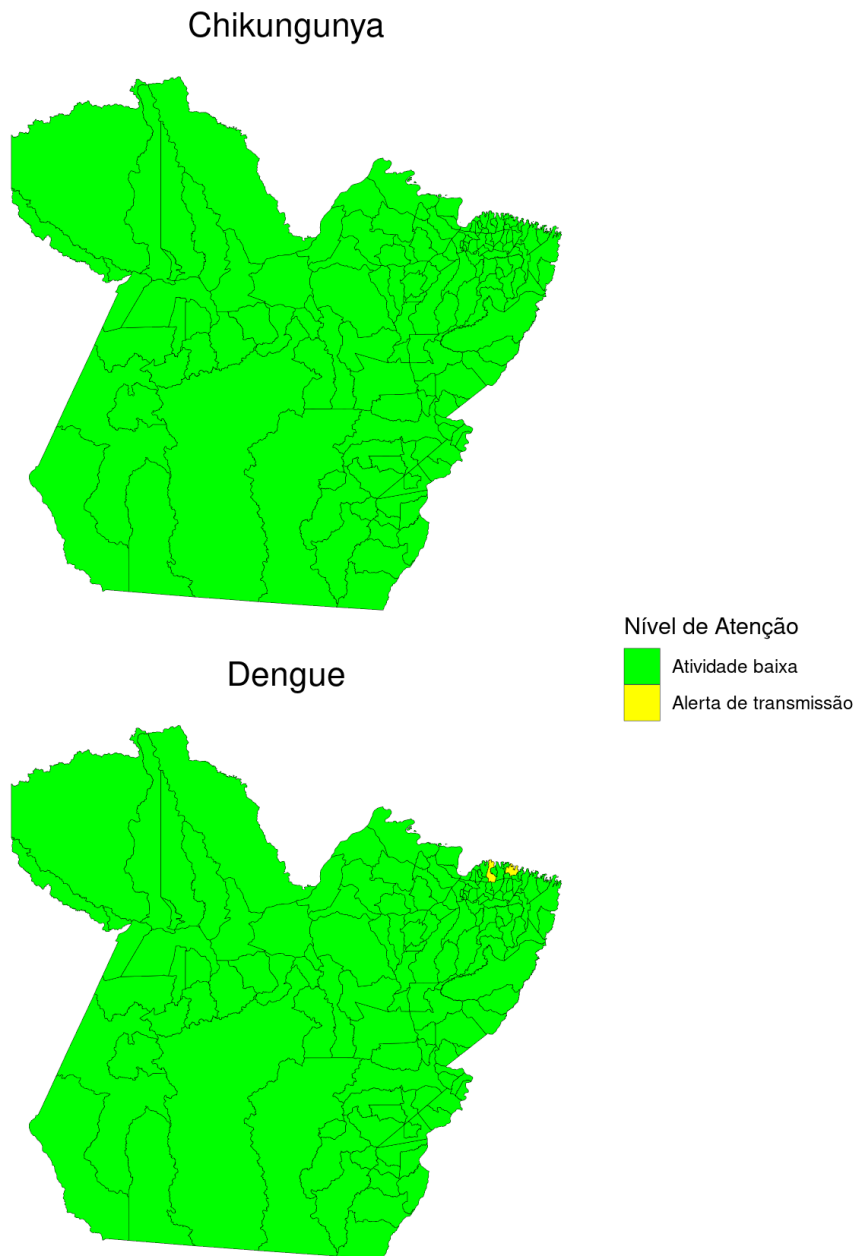 Chikungunya
Nível de Atenção
Atividade baixa
Alerta de transmissão
Dengue